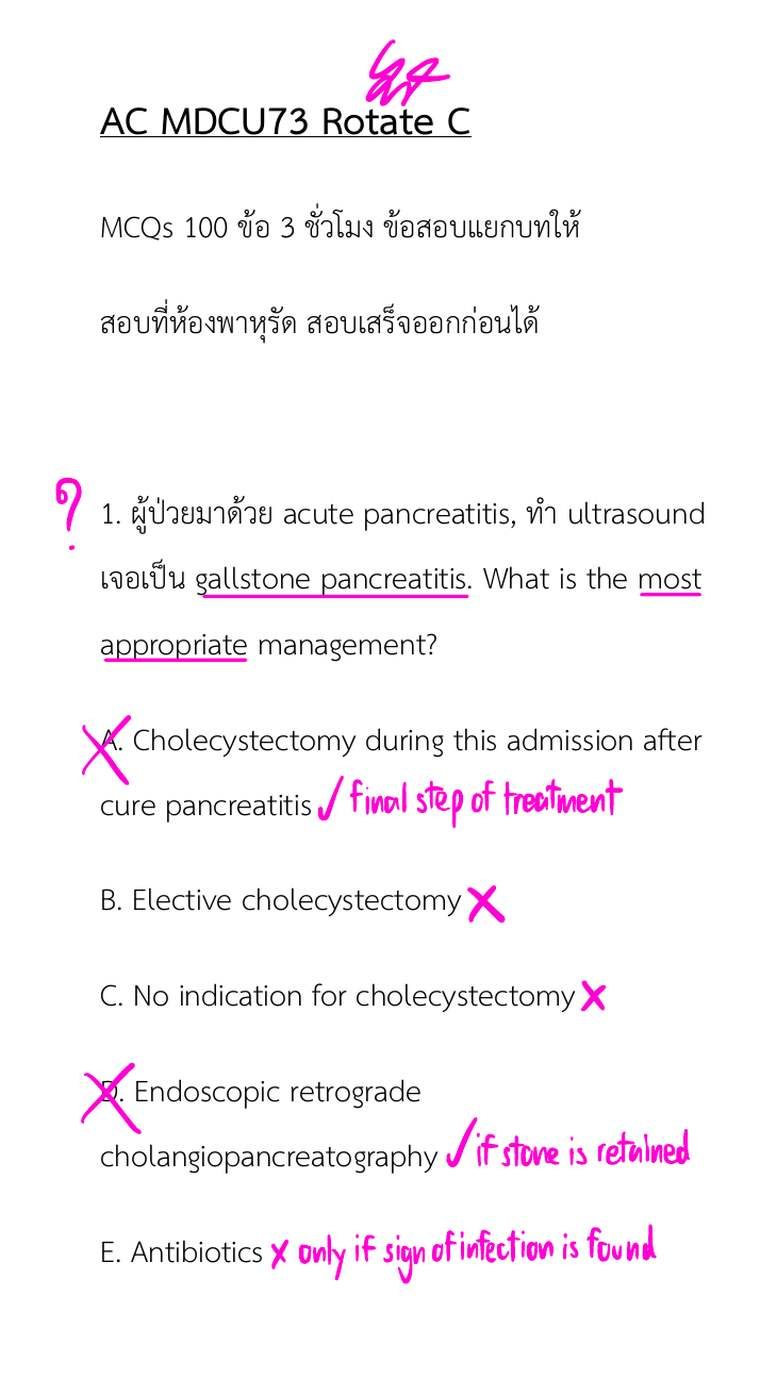 AC MDCU73 Rotate C
MCQs 100 ข้อ 3 ชั่วโมง ข้อสอบแยกบทให้
สอบที่ห้องพาหุรัด สอบเสร็จออกก่อนได้
? 1. ผู้ป่วยมาด้วย acute pancreatitis, ทำ ultrasound
เจอเป็น gallstone pancreatitis. What is the most
appropriate management?
A. Cholecystectomy during this admission after
cure pancreatitis ✓ final step of treatment
B. Elective cholecystectomy ✗
C. No indication for cholecystectomy ✗
D. Endoscopic retrograde
cholangiopancreatography ✓ if stone is retained
E. Antibiotics ✗ only if sign of infection is found